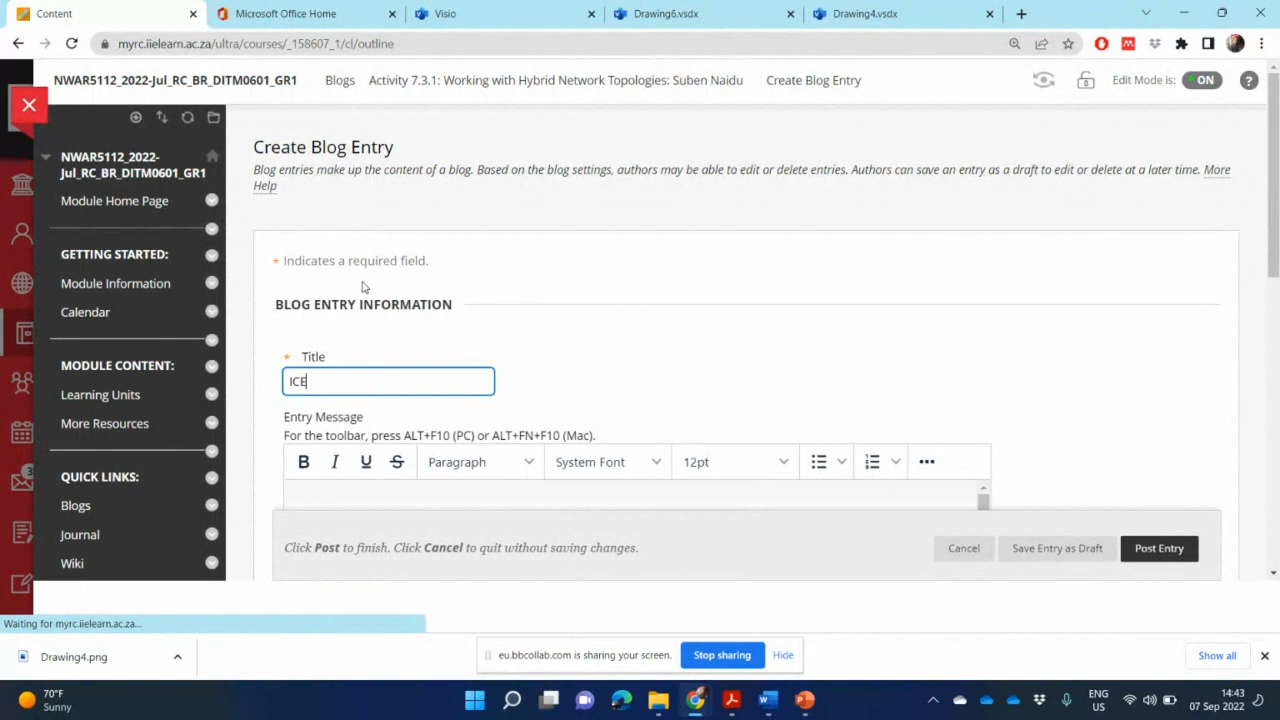 Content
Microsoft Office Home
Visio
Drawing6.vsdx
Drawing4.vsdx
myrc.iielearn.ac.za/ultra/courses/_158607_1/cl/outline
NWAR5112_2022-Jul_RC_BR_DITM0601_GR1
Blogs
Activity 7.3.1: Working with Hybrid Network Topologies: Suben Naidu
Create Blog Entry
Edit Mode is:
ON
?
NWAR5112_2022-
Jul_RC_BR_DITM0601_GR1
Module Home Page
GETTING STARTED:
Module Information
Calendar
MODULE CONTENT:
Learning Units
More Resources
QUICK LINKS:
Blogs
Journal
Wiki
3
Create Blog Entry
Blog entries make up the content of a blog. Based on the blog settings, authors may be able to edit or delete entries. Authors can save an entry as a draft to edit or delete at a later time. More
Help
* Indicates a required field.
BLOG ENTRY INFORMATION
* Title
ICE
Entry Message
For the toolbar, press ALT+F10 (PC) or ALT+FN+F10 (Mac).
B I U S Paragraph System Font 12pt
Click Post to finish. Click Cancel to quit without saving changes.
Cancel
Save Entry as Draft
Post Entry
Waiting for myrc.iielearn.ac.za...
Drawing4.png
eu.bbcollab.com is sharing your screen.
Stop sharing
Hide
Show all
70°F
Sunny
ENG
US
14:43
07 Sep 2022